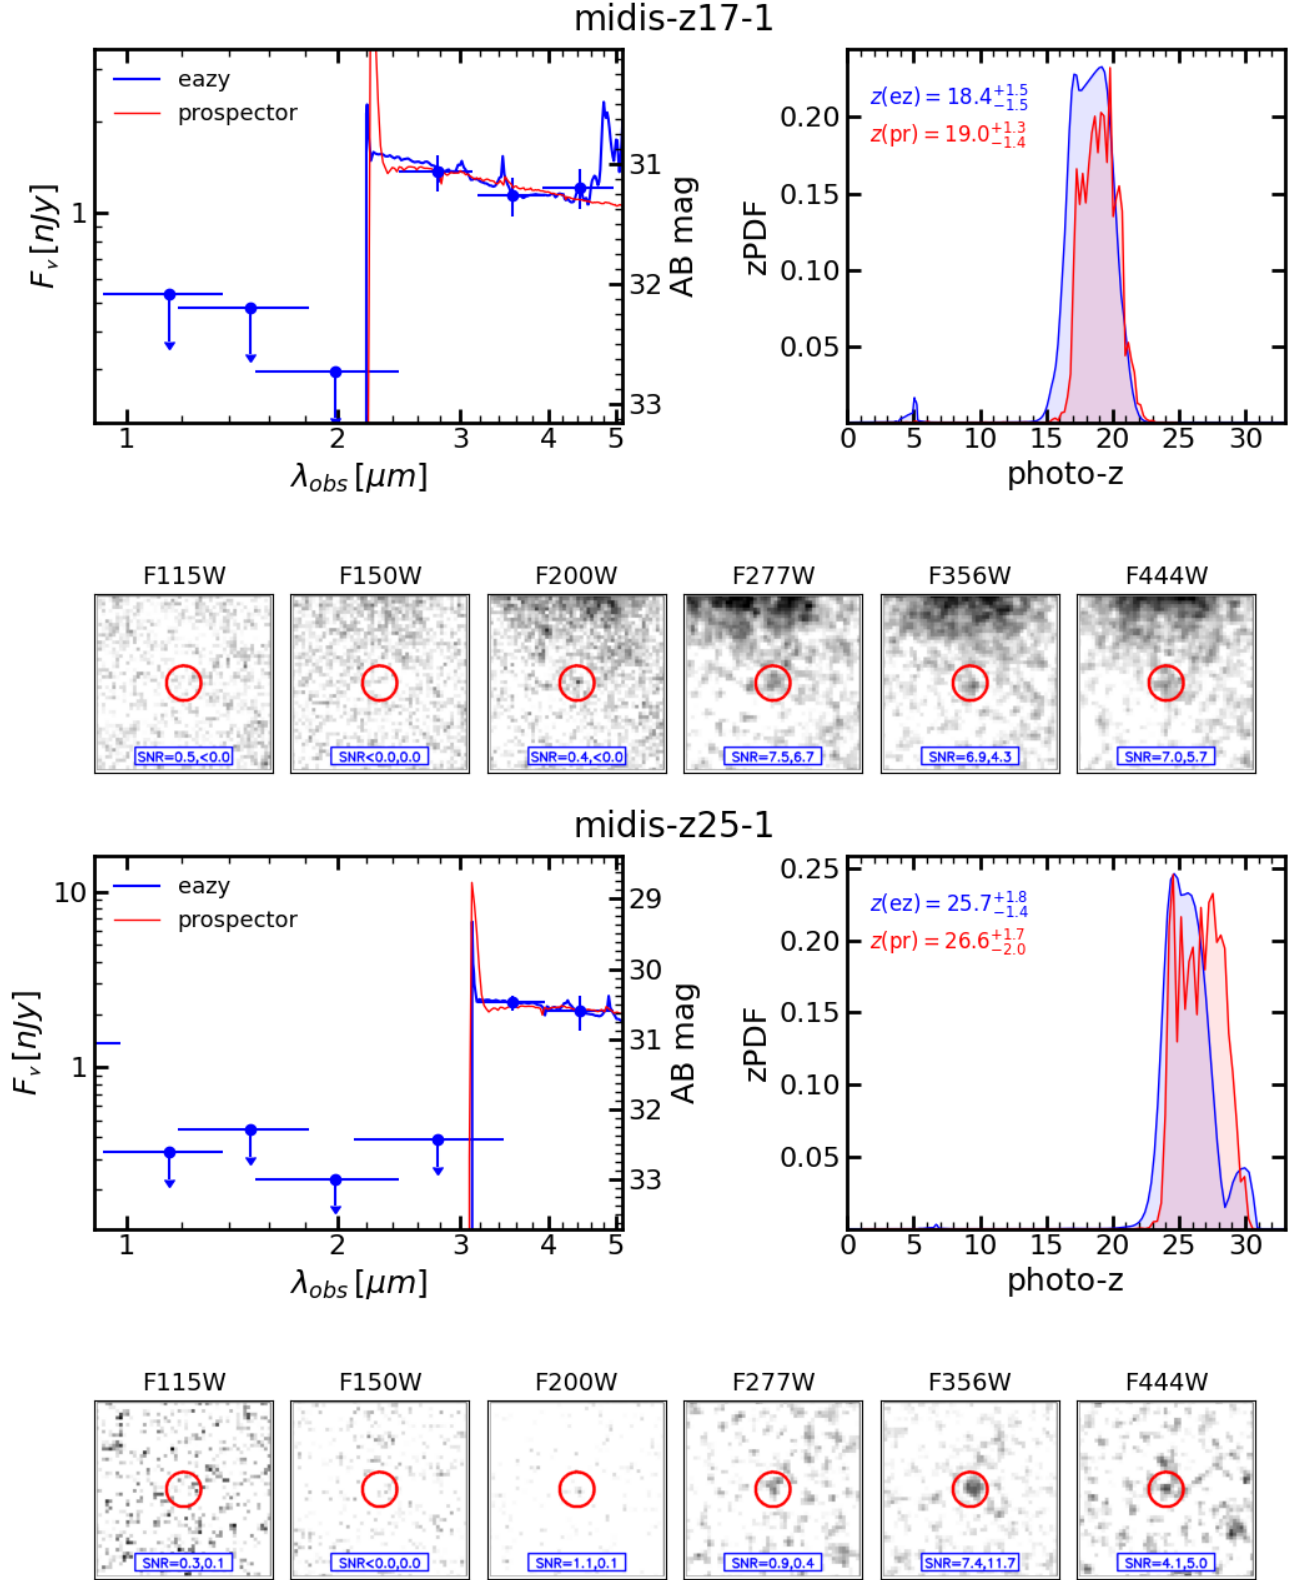 midis-z17-1
eazy
prospector
F_ν [nJy]
1
31
32
33
AB mag
1 2 3 4 5
λ_obs [μm]
z(ez) = 18.4 +1.5 −1.5
z(pr) = 19.0 +1.3 −1.4
zPDF
0.20
0.15
0.10
0.05
0 5 10 15 20 25 30
photo-z
F115W F150W F200W F277W F356W F444W
SNR=0.5,<0.0 SNR<0.0,0.0 SNR=0.4,<0.0 SNR=7.5,6.7 SNR=6.9,4.3 SNR=7.0,5.7
midis-z25-1
eazy
prospector
F_ν [nJy]
10
1
29
30
31
32
33
AB mag
1 2 3 4 5
λ_obs [μm]
z(ez) = 25.7 +1.8 −1.4
z(pr) = 26.6 +1.7 −2.0
zPDF
0.25
0.20
0.15
0.10
0.05
0 5 10 15 20 25 30
photo-z
F115W F150W F200W F277W F356W F444W
SNR=0.3,0.1 SNR<0.0,0.0 SNR=1.1,0.1 SNR=0.9,0.4 SNR=7.4,11.7 SNR=4.1,5.0